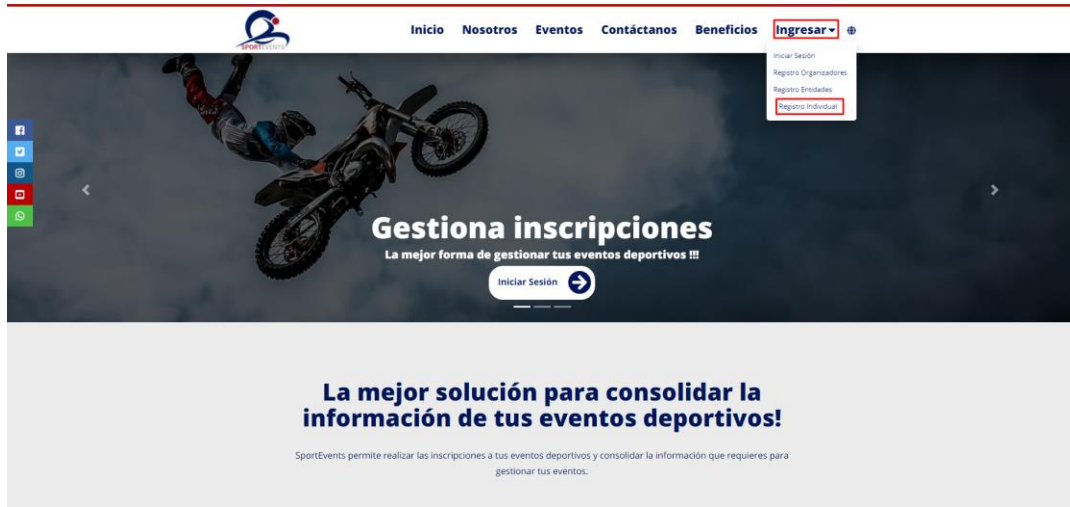 SPORTEVENTS
Inicio Nosotros Eventos Contáctanos Beneficios Ingresar
Iniciar Sesión
Registro Organizadores
Registro Entidades
Registro Individual
Gestiona inscripciones
La mejor forma de gestionar tus eventos deportivos !!!
Iniciar Sesión
La mejor solución para consolidar la
información de tus eventos deportivos!
SportEvents permite realizar las inscripciones a tus eventos deportivos y consolidar la información que requieres para
gestionar tus eventos.